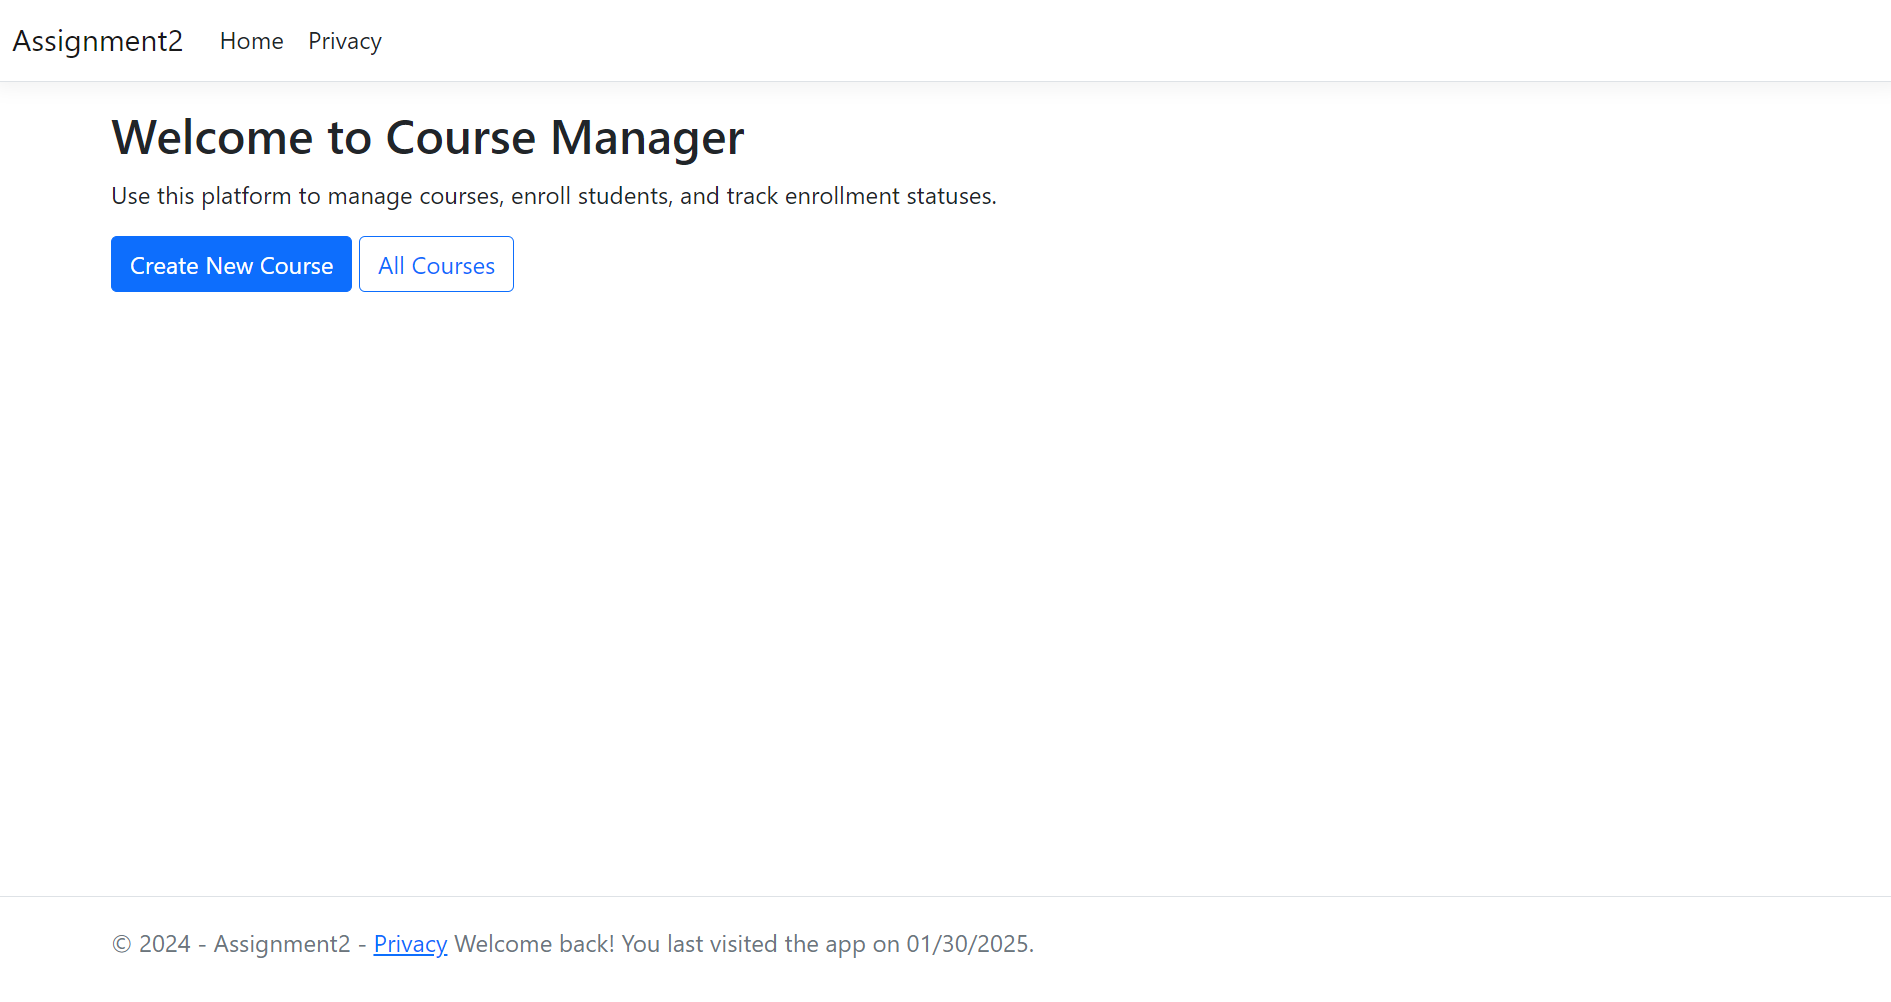 Assignment2 Home Privacy
Welcome to Course Manager
Use this platform to manage courses, enroll students, and track enrollment statuses.
Create New Course All Courses
© 2024 - Assignment2 - Privacy Welcome back! You last visited the app on 01/30/2025.